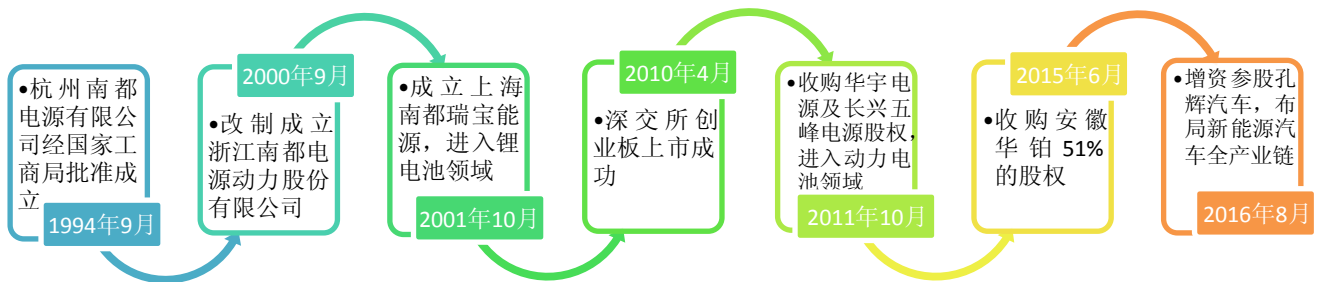 •杭州南都
电源有限公
司经国家工
商局批准成
立
1994年9月
2000年9月
•改制成立
浙江南都电
源动力股份
有限公司
•成立上海
南都瑞宝能
源，进入锂
电池领域
2001年10月
2010年4月
•深交所创
业板上市成
功
•收购华宇电
源及长兴五
峰电源股权，
进入动力电
池领域
2011年10月
2015年6月
•收购安徽
华铂51%
的股权
•增资参股孔
辉汽车，布
局新能源汽
车全产业链
2016年8月